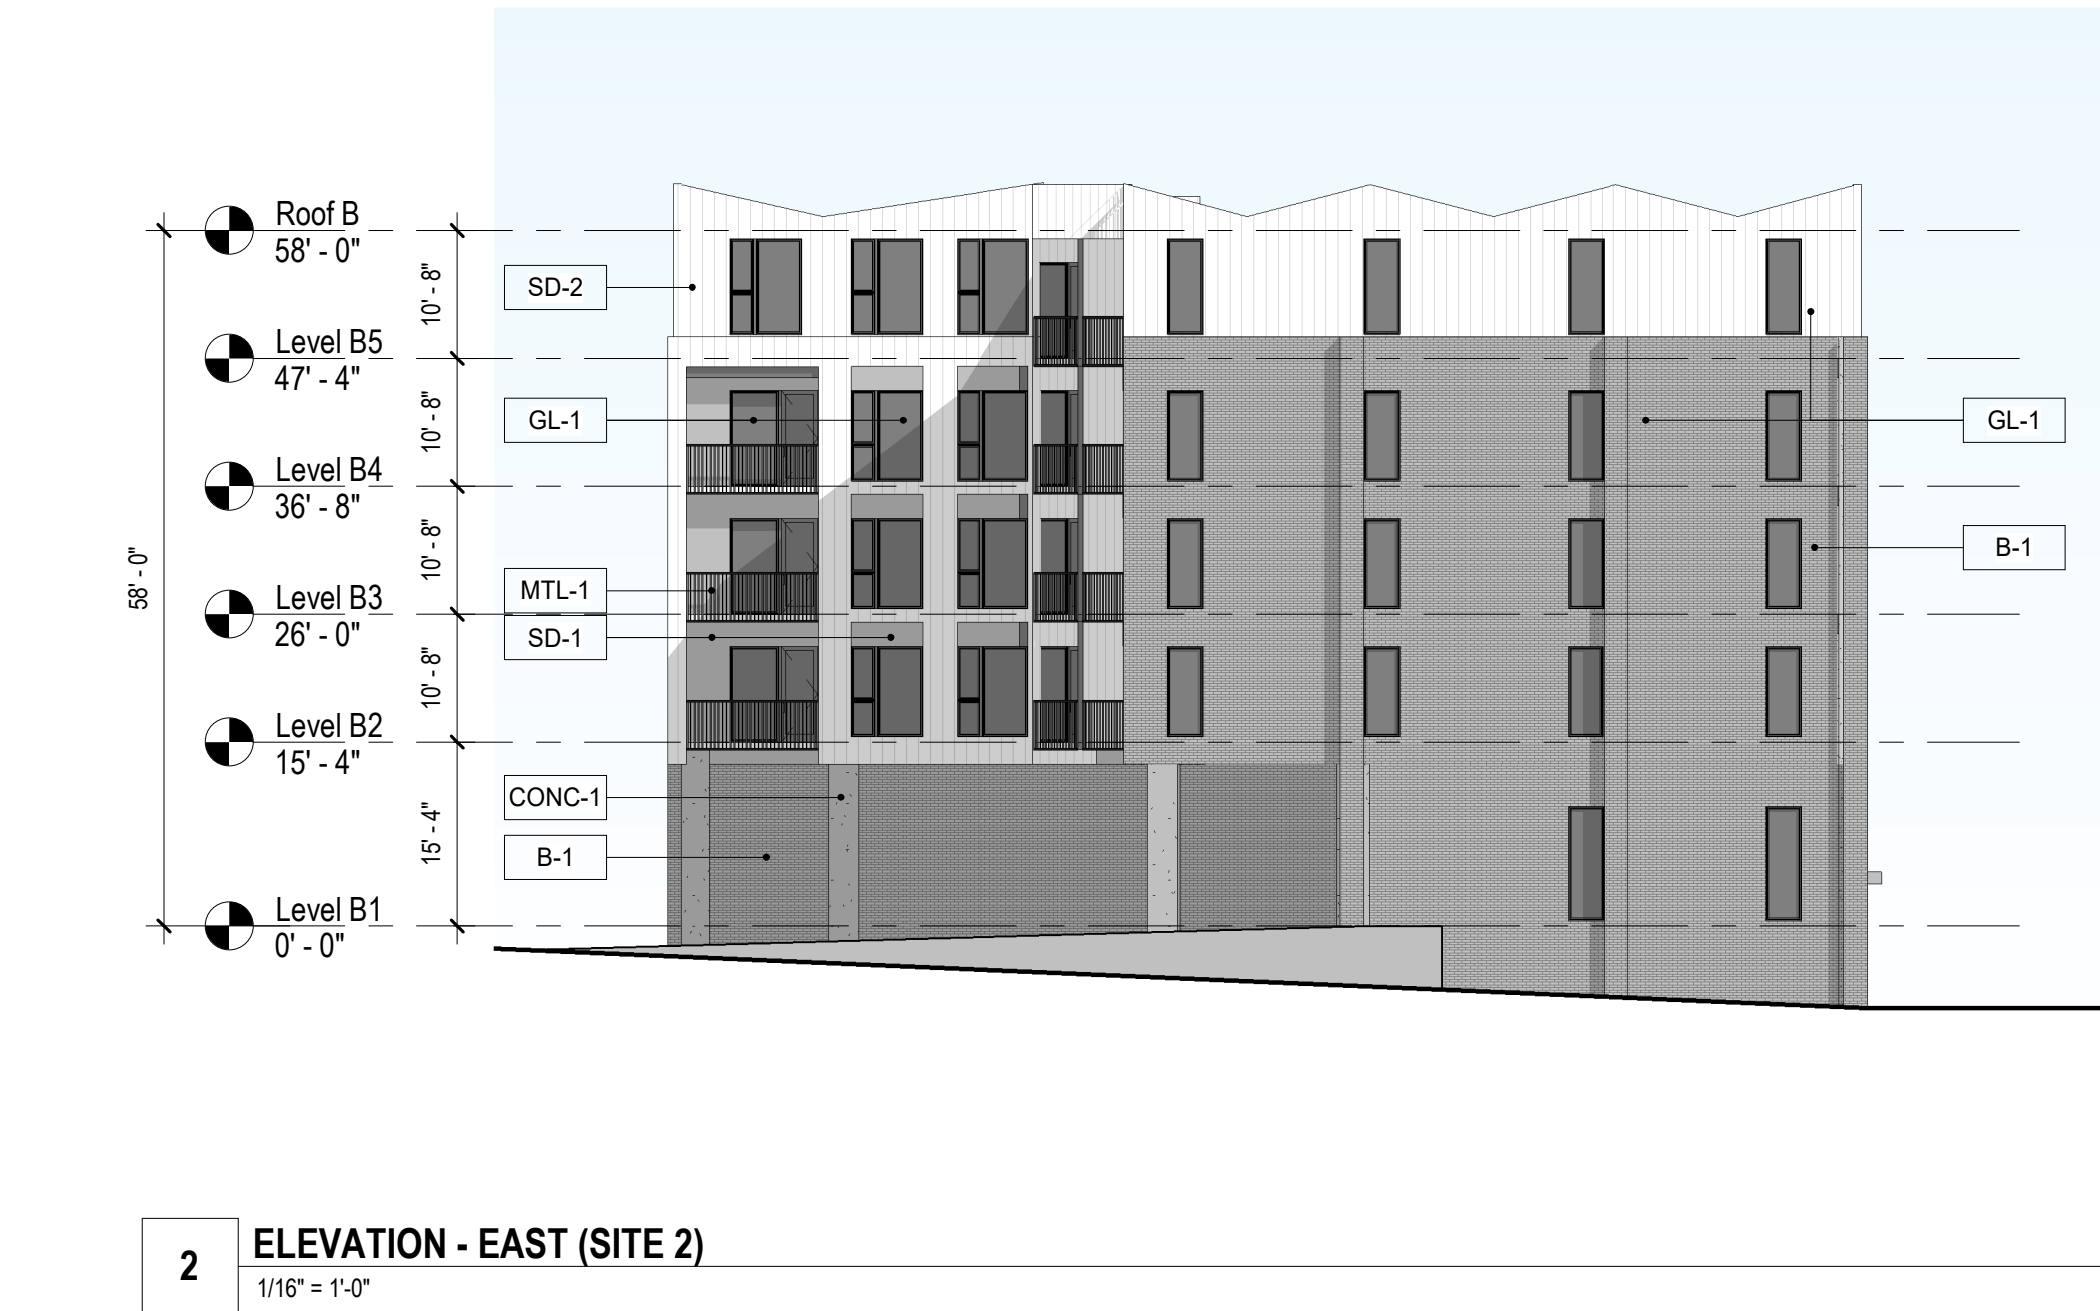 Roof B
58' - 0"
10' - 8"
SD-2
Level B5
47' - 4"
10' - 8"
GL-1
GL-1
Level B4
36' - 8"
10' - 8"
B-1
58' - 0"
MTL-1
Level B3
26' - 0"
SD-1
10' - 8"
Level B2
15' - 4"
CONC-1
15' - 4"
B-1
Level B1
0' - 0"
2
ELEVATION - EAST (SITE 2)
1/16" = 1'-0"